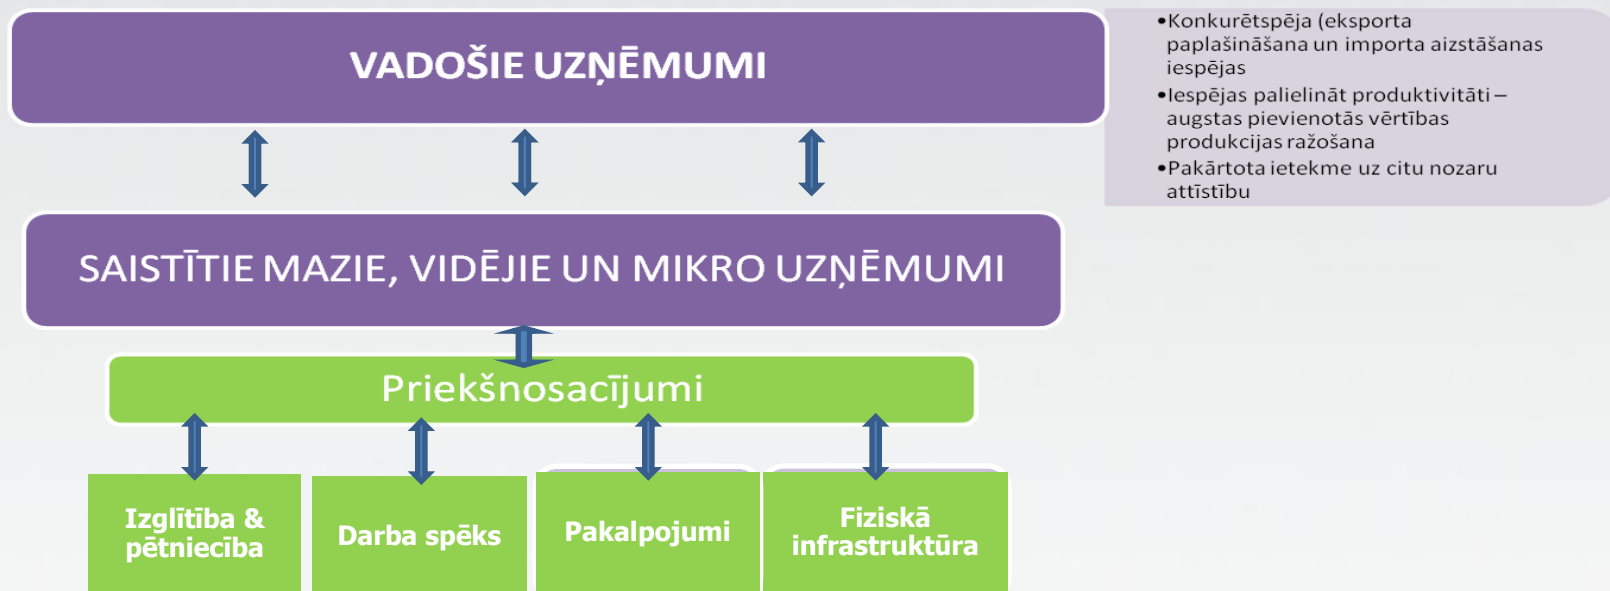 VADOŠIE UZŅĒMUMI
•Konkurētspēja (eksporta
paplašināšana un importa aizstāšanas
iespējas
•Iespējas palielināt produktivitāti –
augstas pievienotās vērtības
produkcijas ražošana
•Pakārtota ietekme uz citu nozaru
attīstību
SAISTĪTIE MAZIE, VIDĒJIE UN MIKRO UZŅĒMUMI
Priekšnosacījumi
Izglītība &
pētniecība
Darba spēks
Pakalpojumi
Fiziskā
infrastruktūra